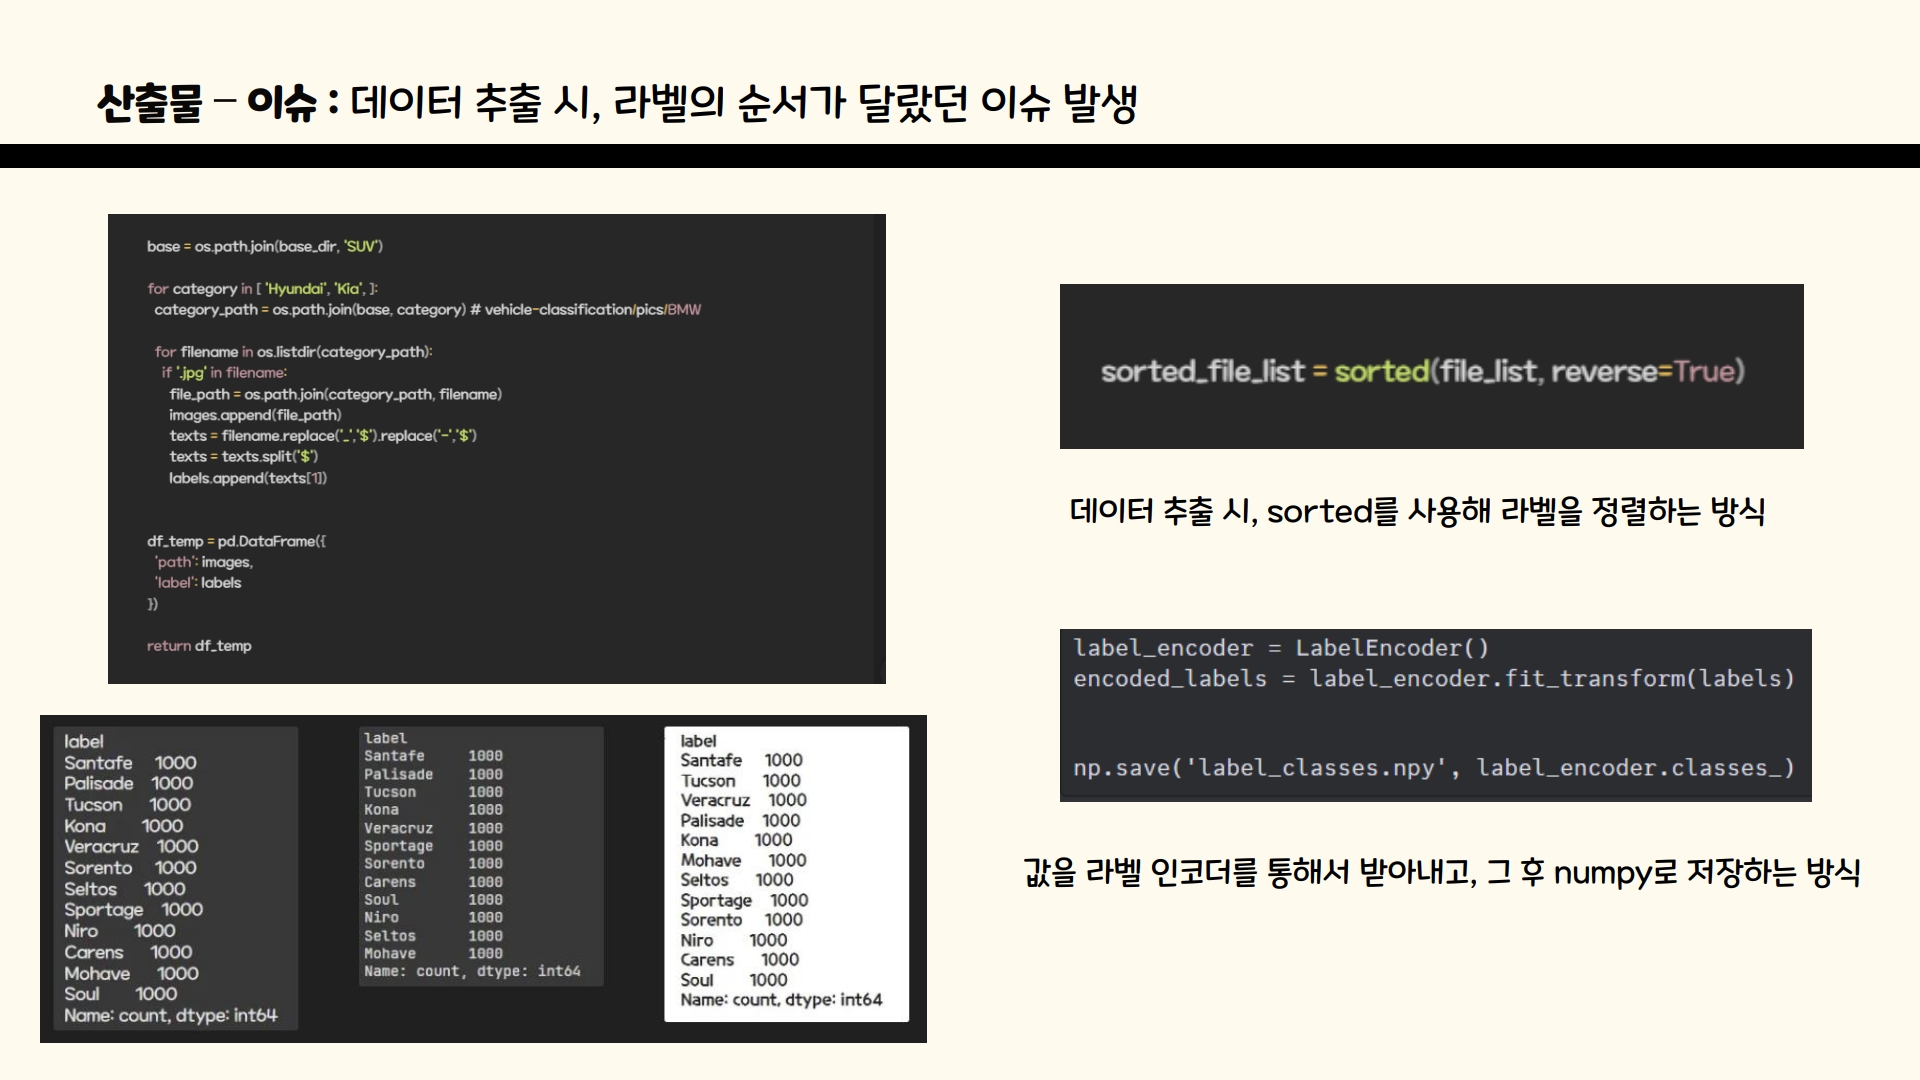 산출물 – 이슈 : 데이터 추출 시, 라벨의 순서가 달랐던 이슈 발생
base = os.path.join(base_dir, 'SUV')
for category in [ 'Hyundai', 'Kia', ]:
category_path = os.path.join(base, category) # vehicle-classification/pics/BMW
for filename in os.listdir(category_path):
if '.jpg' in filename:
file_path = os.path.join(category_path, filename)
images.append(file_path)
texts = filename.replace('_','$').replace('-','$')
texts = texts.split('$')
labels.append(texts[1])
df_temp = pd.DataFrame({
'path': images,
'label': labels
})
return df_temp
label
Santafe 1000
Palisade 1000
Tucson 1000
Kona 1000
Veracruz 1000
Sorento 1000
Seltos 1000
Sportage 1000
Niro 1000
Carens 1000
Mohave 1000
Soul 1000
Name: count, dtype: int64
label
Santafe 1000
Palisade 1000
Tucson 1000
Kona 1000
Veracruz 1000
Sportage 1000
Sorento 1000
Carens 1000
Soul 1000
Niro 1000
Seltos 1000
Mohave 1000
Name: count, dtype: int64
label
Santafe 1000
Tucson 1000
Veracruz 1000
Palisade 1000
Kona 1000
Mohave 1000
Seltos 1000
Sportage 1000
Sorento 1000
Niro 1000
Carens 1000
Soul 1000
Name: count, dtype: int64
sorted_file_list = sorted(file_list, reverse=True)
데이터 추출 시, sorted를 사용해 라벨을 정렬하는 방식
label_encoder = LabelEncoder()
encoded_labels = label_encoder.fit_transform(labels)
np.save('label_classes.npy', label_encoder.classes_)
값을 라벨 인코더를 통해서 받아내고, 그 후 numpy로 저장하는 방식